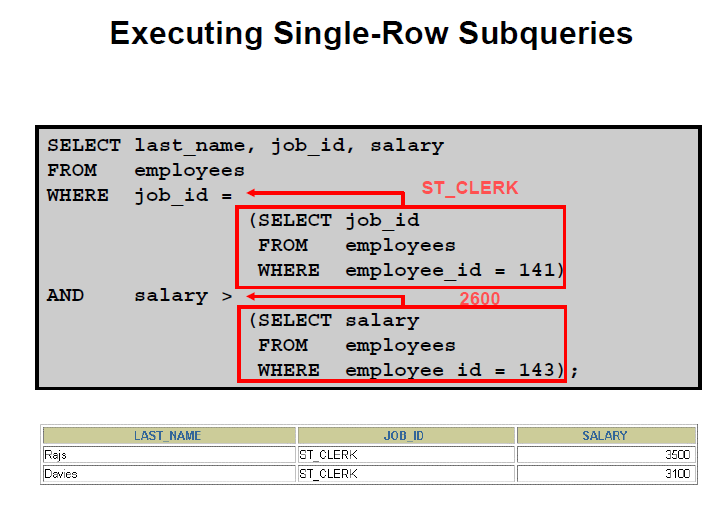 Executing Single-Row Subqueries
SELECT last_name, job_id, salary
FROM employees
WHERE job_id =
ST_CLERK
(SELECT job_id
FROM employees
WHERE employee_id = 141)
AND salary >
2600
(SELECT salary
FROM employees
WHERE employee_id = 143);
LAST_NAME JOB_ID SALARY
Rajs ST_CLERK 3500
Davies ST_CLERK 3100